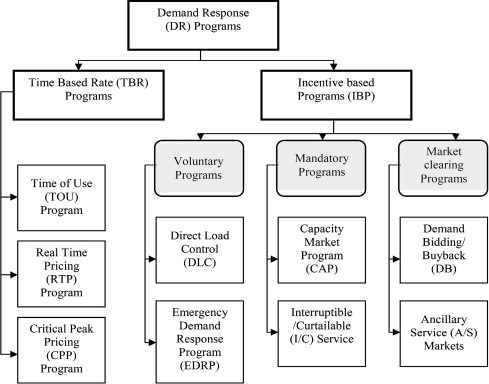 Demand Response
(DR) Programs
Time Based Rate (TBR)
Programs
Incentive based
Programs (IBP)
Voluntary
Programs
Mandatory
Programs
Market
clearing
Programs
Time of Use
(TOU)
Program
Real Time
Pricing
(RTP)
Program
Critical Peak
Pricing
(CPP)
Program
Direct Load
Control
(DLC)
Emergency
Demand
Response
Program
(EDRP)
Capacity
Market
Program
(CAP)
Interruptible
/Curtailable
(I/C) Service
Demand
Bidding/
Buyback
(DB)
Ancillary
Service (A/S)
Markets